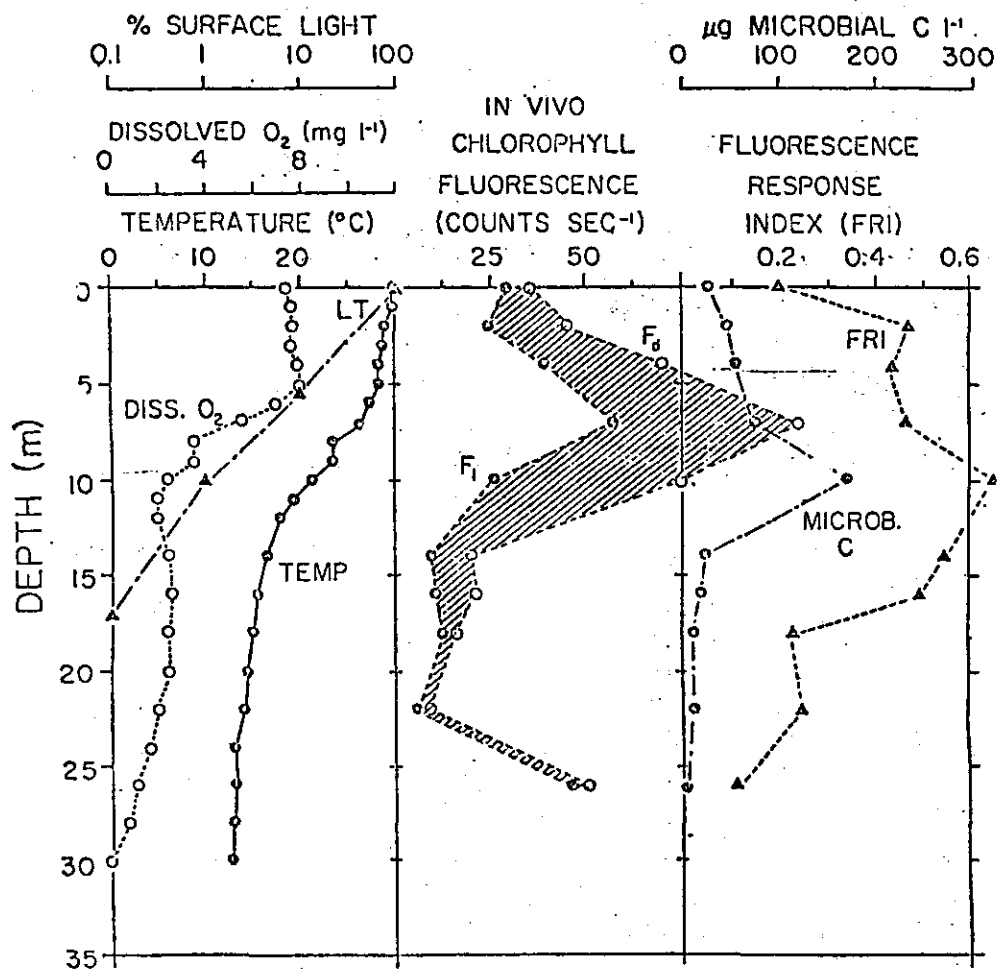 % SURFACE LIGHT
0.1 1 10 100
DISSOLVED O₂ (mg l⁻¹)
0 4 8
TEMPERATURE (°C)
0 10 20
IN VIVO
CHLOROPHYLL
FLUORESCENCE
(COUNTS SEC⁻¹)
25 50
µg MICROBIAL C l⁻¹
0 100 200 300
FLUORESCENCE
RESPONSE
INDEX (FRI)
0.2 0.4 0.6
DEPTH (m)
0
5
10
15
20
25
30
35
LT
DISS. O₂
TEMP
F_d
F_i
FRI
MICROB.
C